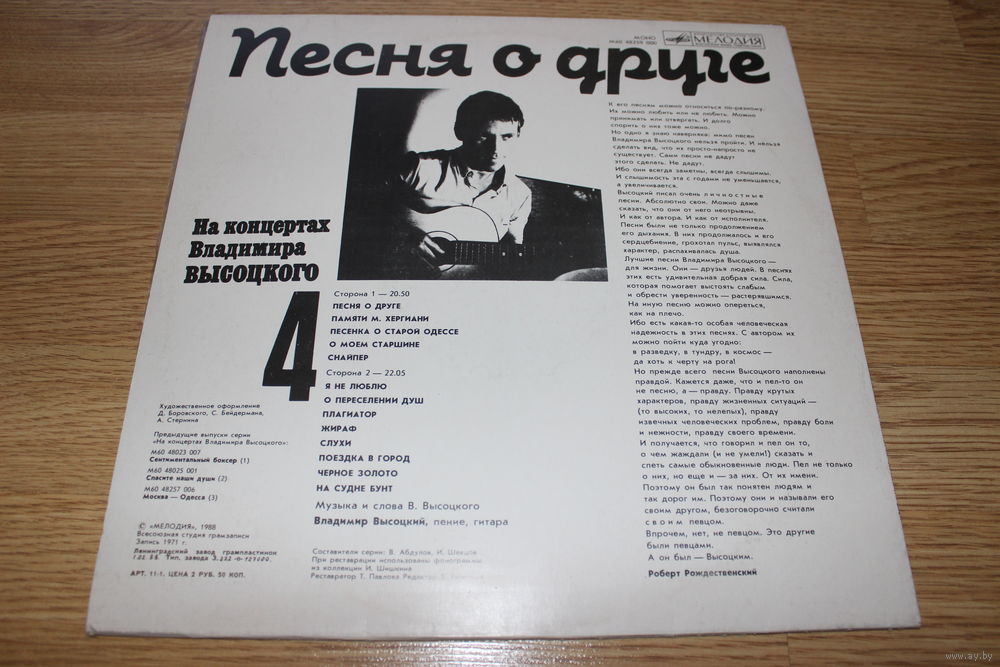 Песня о друге
МОНО
М60 48259 000
МЕЛОДИЯ
На концертах
Владимира
ВЫСОЦКОГО
4
Сторона 1 — 20.50
ПЕСНЯ О ДРУГЕ
ПАМЯТИ М. ХЕРГИАНИ
ПЕСЕНКА О СТАРОЙ ОДЕССЕ
О МОЕМ СТАРШИНЕ
СНАЙПЕР
Сторона 2 — 22.05
Я НЕ ЛЮБЛЮ
О ПЕРЕСЕЛЕНИИ ДУШ
ПЛАГИАТОР
ЖИРАФ
СЛУХИ
ПОЕЗДКА В ГОРОД
ЧЕРНОЕ ЗОЛОТО
НА СУДНЕ БУНТ
Музыка и слова В. Высоцкого
Владимир Высоцкий, пение, гитара
Составители серии: В. Абдулов, И. Шевцов
При реставрации использованы фонограммы
из коллекции И. Шишкина
Реставратор Т. Павлова Редактор
Художественное оформление
Д. Боровского, С. Бейдермана,
А. Стернина
Предыдущие выпуски серии
«На концертах Владимира Высоцкого»:
М60 48023 007
Сентиментальный боксер (1)
М60 48025 001
Спасите наши души (2)
М60 48257 006
Москва — Одесса (3)
© «МЕЛОДИЯ», 1988
Всесоюзная студия грамзаписи
Запись 1971 г.
Ленинградский завод грампластинок
Тип. завода
АРТ. 11-1. ЦЕНА 2 РУБ. 50 КОП.
К его песням можно относиться по-разному.
Их можно любить или не любить. Можно
принимать или отвергать. И долго
спорить о них тоже можно.
Но одно я знаю наверняка: мимо песен
Владимира Высоцкого нельзя пройти. И нельзя
сделать вид, что их просто-напросто не
существует. Сами песни не дадут
этого сделать. Не дадут.
Ибо они всегда заметны, всегда слышимы.
И слышимость эта с годами не уменьшается,
а увеличивается.
Высоцкий писал очень личностные
песни. Абсолютно свои. Можно даже
сказать, что они от него неотрывны.
И как от автора. И как от исполнителя.
Песни были не только продолжением
его дыхания. В них продолжалось и его
сердцебиение, грохотал пульс, выявлялся
характер, распахивалась душа.
Лучшие песни Владимира Высоцкого —
для жизни. Они — друзья людей. В песнях
этих есть удивительная добрая сила. Сила,
которая помогает выстоять слабым
и обрести уверенность — растерявшимся.
На иную песню можно опереться,
как на плечо.
Ибо есть какая-то особая человеческая
надежность в этих песнях. С автором их
можно пойти куда угодно:
в разведку, в тундру, в космос —
да хоть к черту на рога!
Но прежде всего песни Высоцкого наполнены
правдой. Кажется даже, что и пел-то он
не песню, а — правду. Правду крутых
характеров, правду жизненных ситуаций —
(то высоких, то нелепых), правду
извечных человеческих проблем, правду боли
и нежности, правду своего времени.
И получается, что говорил и пел он то,
о чем жаждали (и не умели!) сказать и
спеть самые обыкновенные люди. Пел не только
о них, но еще и — за них. От их имени.
Поэтому он был так понятен людям и
так дорог им. Поэтому они и называли его
своим другом, безоговорочно считали
своим певцом.
Впрочем, нет, не певцом. Это другие
были певцами.
А он был — Высоцким.
Роберт Рождественский
www.ay.by